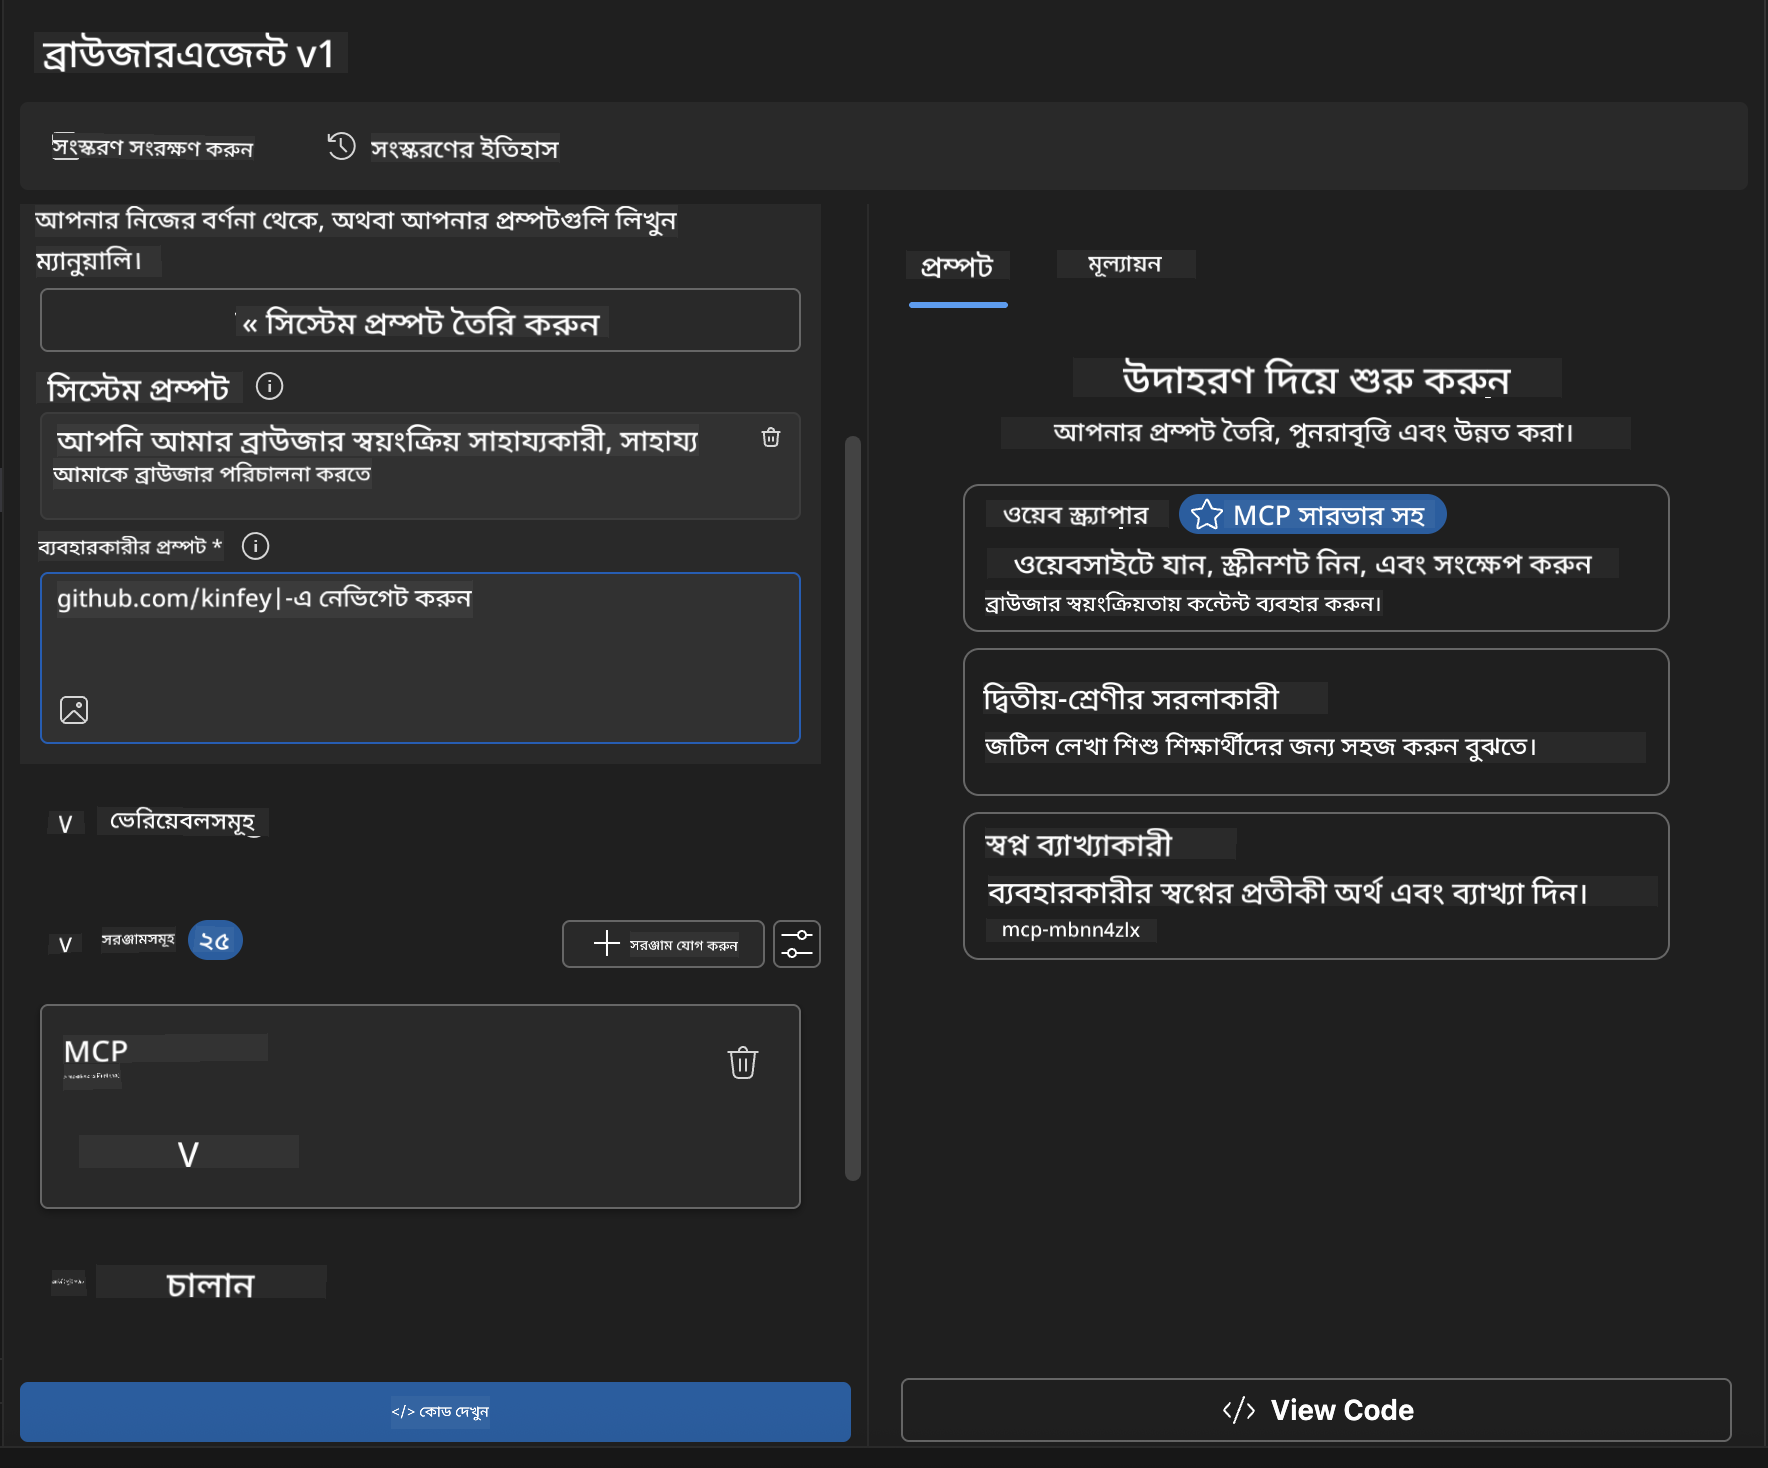 ব্রাউজারএজেন্ট v1
সংস্করণ সংরক্ষণ করুন
সংস্করণের ইতিহাস
আপনার নিজের বর্ণনা থেকে, অথবা আপনার প্রম্পটগুলি লিখুন
ম্যানুয়ালি।
« সিস্টেম প্রম্পট তৈরি করুন
সিস্টেম প্রম্পট
আপনি আমার ব্রাউজার স্বয়ংক্রিয় সাহায্যকারী, সাহায্য
আমাকে ব্রাউজার পরিচালনা করতে
ব্যবহারকারীর প্রম্পট *
github.com/kinfey|-এ নেভিগেট করুন
V ভেরিয়েবলসমূহ
V সরঞ্জামসমূহ ২৫
সরঞ্জাম যোগ করুন
MCP
V
চালান
</> কোড দেখুন
প্রম্পট
মূল্যায়ন
উদাহরণ দিয়ে শুরু করুন
আপনার প্রম্পট তৈরি, পুনরাবৃত্তি এবং উন্নত করা।
ওয়েব স্ক্র্যাপার
MCP সারভার সহ
ওয়েবসাইটে যান, স্ক্রীনশট নিন, এবং সংক্ষেপ করুন
ব্রাউজার স্বয়ংক্রিয়তায় কন্টেন্ট ব্যবহার করুন।
দ্বিতীয়-শ্রেণীর সরলাকারী
জটিল লেখা শিশু শিক্ষার্থীদের জন্য সহজ করুন বুঝতে।
স্বপ্ন ব্যাখ্যাকারী
ব্যবহারকারীর স্বপ্নের প্রতীকী অর্থ এবং ব্যাখ্যা দিন।
mcp-mbnn4zlx
</> View Code